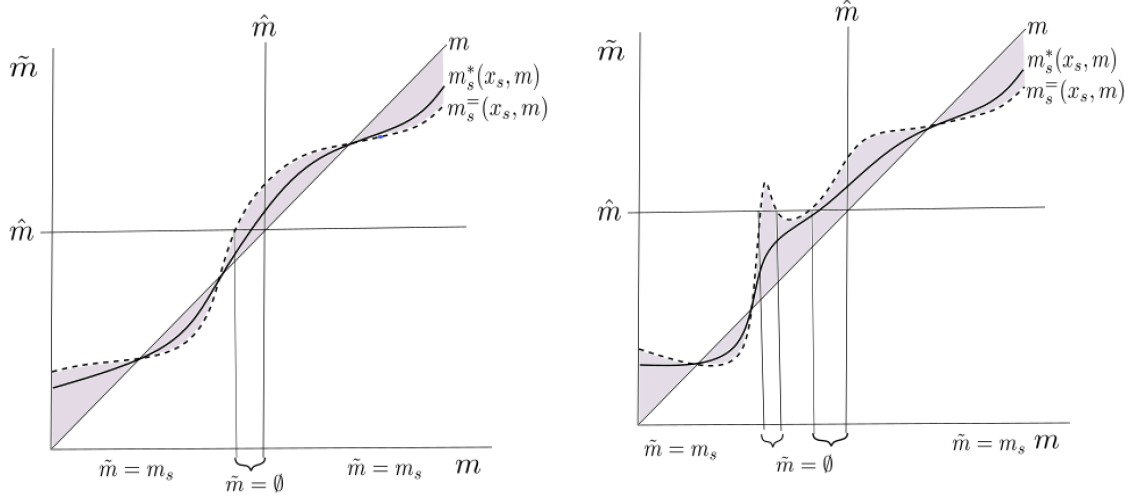 m̂
m̃
m
m*ₛ(xₛ, m)
m⁼ₛ(xₛ, m)
m̂
m̃ = mₛ
m̃ = mₛ
m
m̃ = ∅
m̂
m̃
m
m*ₛ(xₛ, m)
m⁼ₛ(xₛ, m)
m̂
m̃ = mₛ
m̃ = mₛ
m
m̃ = ∅